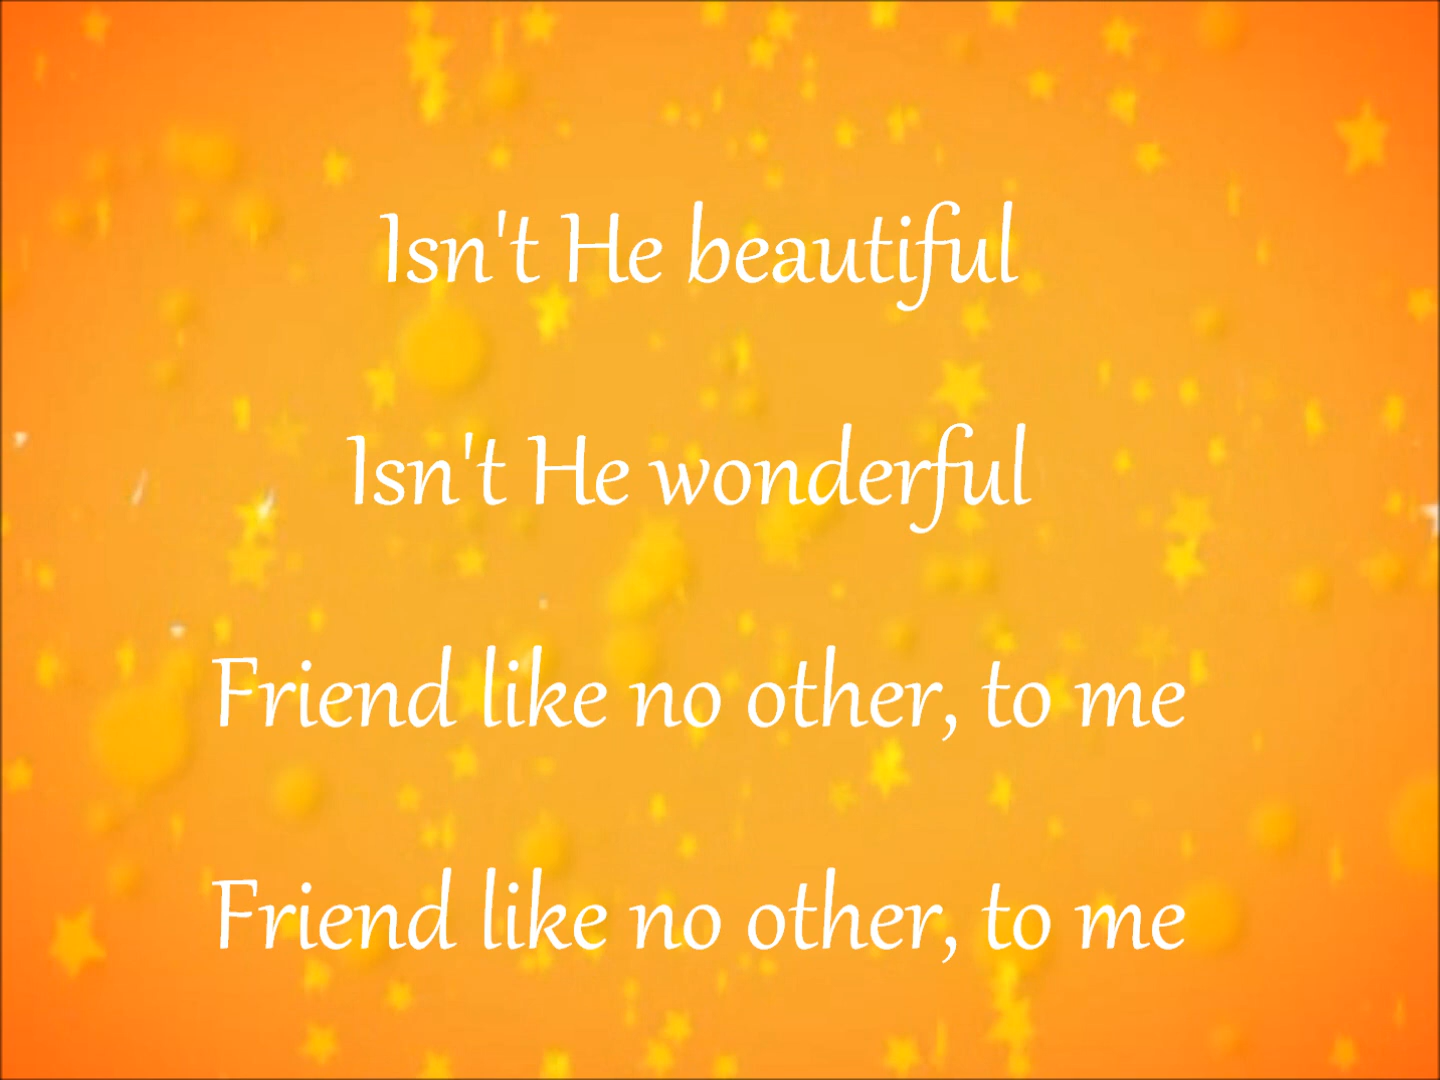 Isn't He beautiful
Isn't He wonderful
Friend like no other, to me
Friend like no other, to me